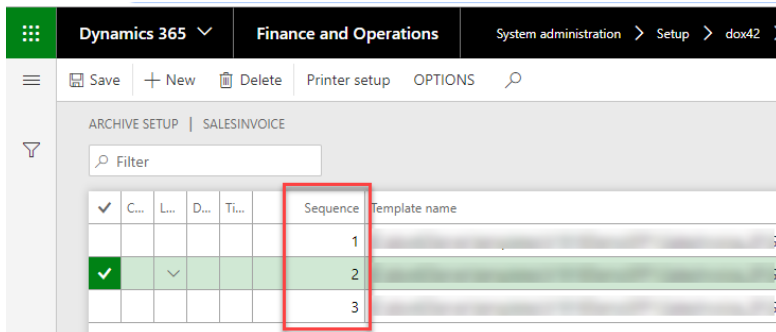 Dynamics 365 Finance and Operations System administration > Setup > dox42
Save + New Delete Printer setup OPTIONS
ARCHIVE SETUP | SALESINVOICE
Filter
C... L... D... Ti... Sequence Template name
1
2
3